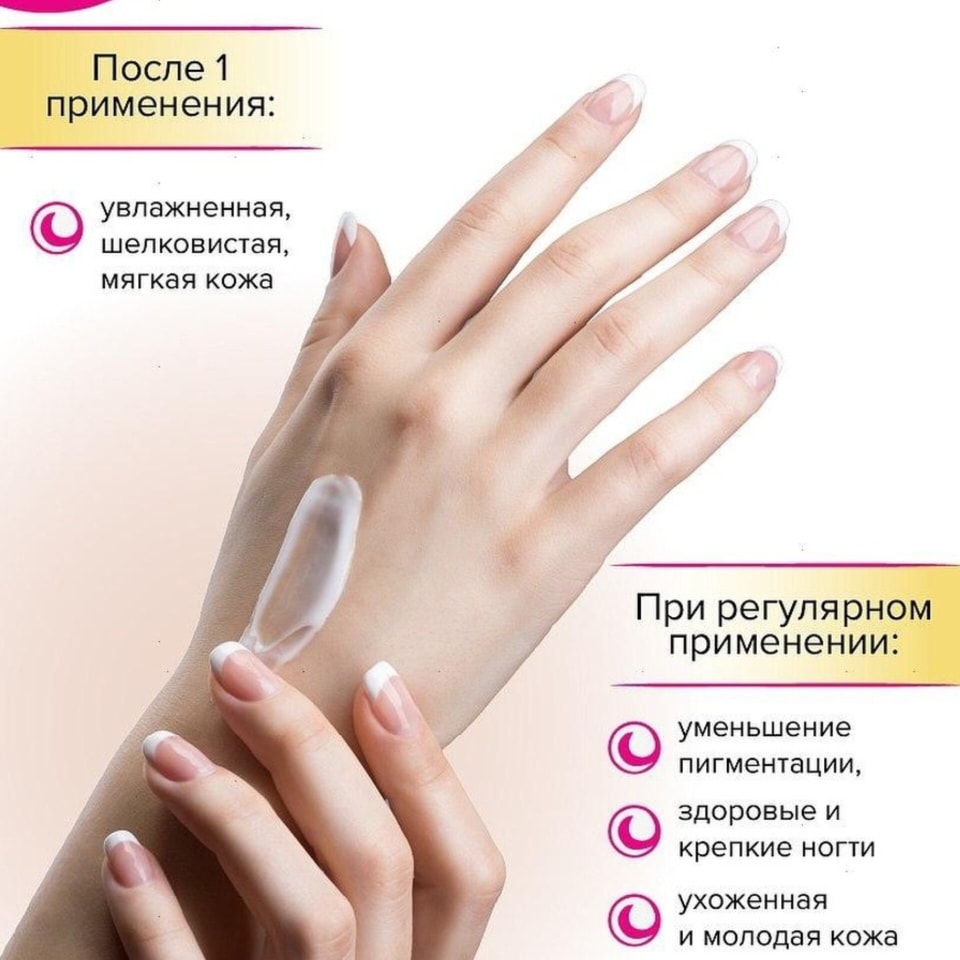 После 1
применения:
увлажненная,
шелковистая,
мягкая кожа
При регулярном
применении:
уменьшение
пигментации,
здоровые и
крепкие ногти
ухоженная
и молодая кожа